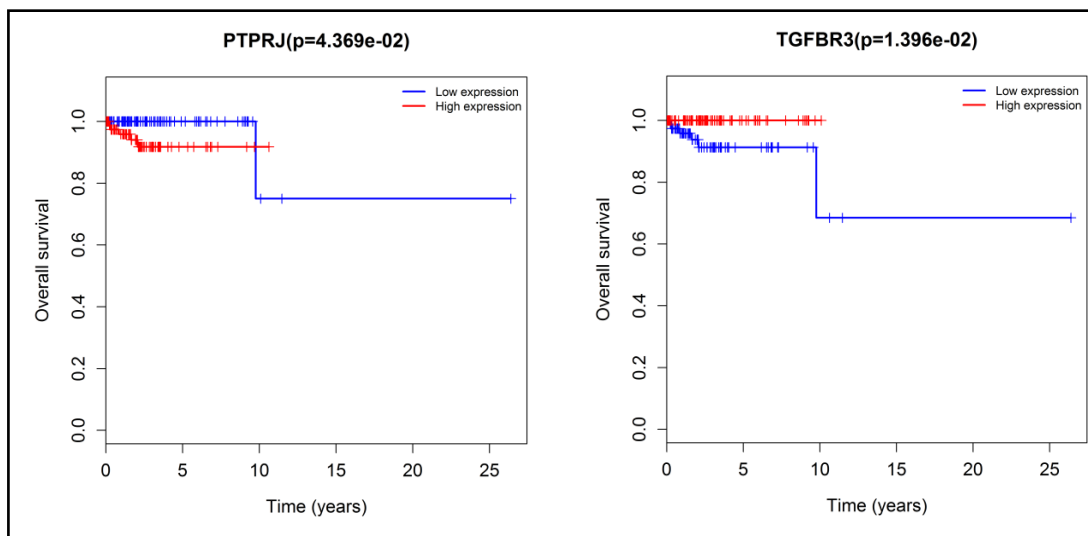 PTPRJ(p=4.369e-02)
Low expression
High expression
Overall survival
1.0
0.8
0.6
0.4
0.2
0.0
0 5 10 15 20 25
Time (years)
TGFBR3(p=1.396e-02)
Low expression
High expression
Overall survival
1.0
0.8
0.6
0.4
0.2
0.0
0 5 10 15 20 25
Time (years)